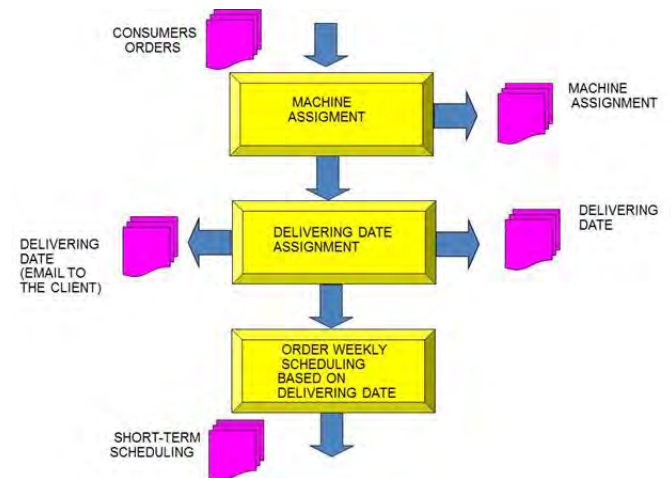 CONSUMERS
ORDERS
MACHINE
ASSIGMENT
MACHINE
ASSIGNMENT
DELIVERING DATE
ASSIGNMENT
DELIVERING
DATE
DELIVERING
DATE
(EMAIL TO
THE CLIENT)
ORDER WEEKLY
SCHEDULING
BASED ON
DELIVERING DATE
SHORT-TERM
SCHEDULING